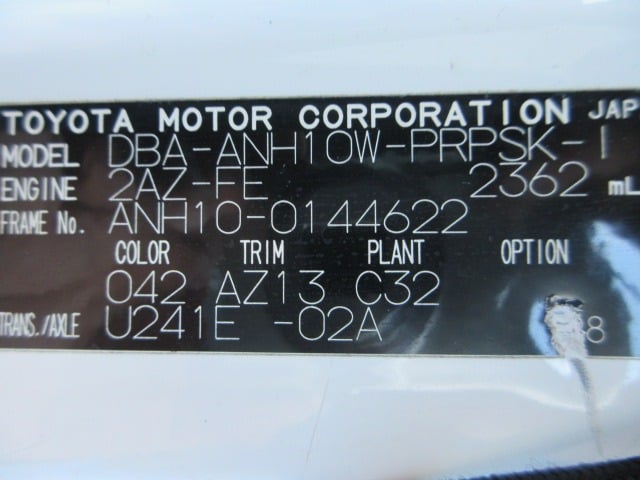 TOYOTA MOTOR CORPORATION JAP
MODEL DBA-ANH10W-PRPSK-I
ENGINE 2AZ-FE 2362 mL
FRAME No. ANH10-0144622
COLOR TRIM PLANT OPTION
042 AZ13 C32
TRANS./AXLE U241E -02A 8